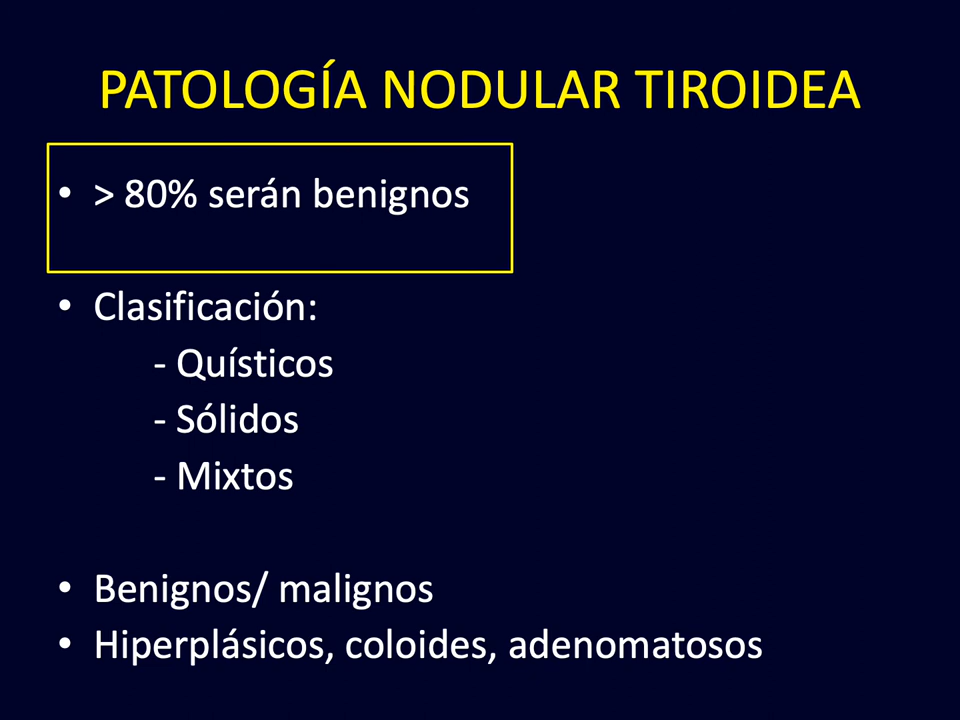 PATOLOGÍA NODULAR TIROIDEA
• > 80% serán benignos
• Clasificación:
- Quísticos
- Sólidos
- Mixtos
• Benignos/ malignos
• Hiperplásicos, coloides, adenomatosos